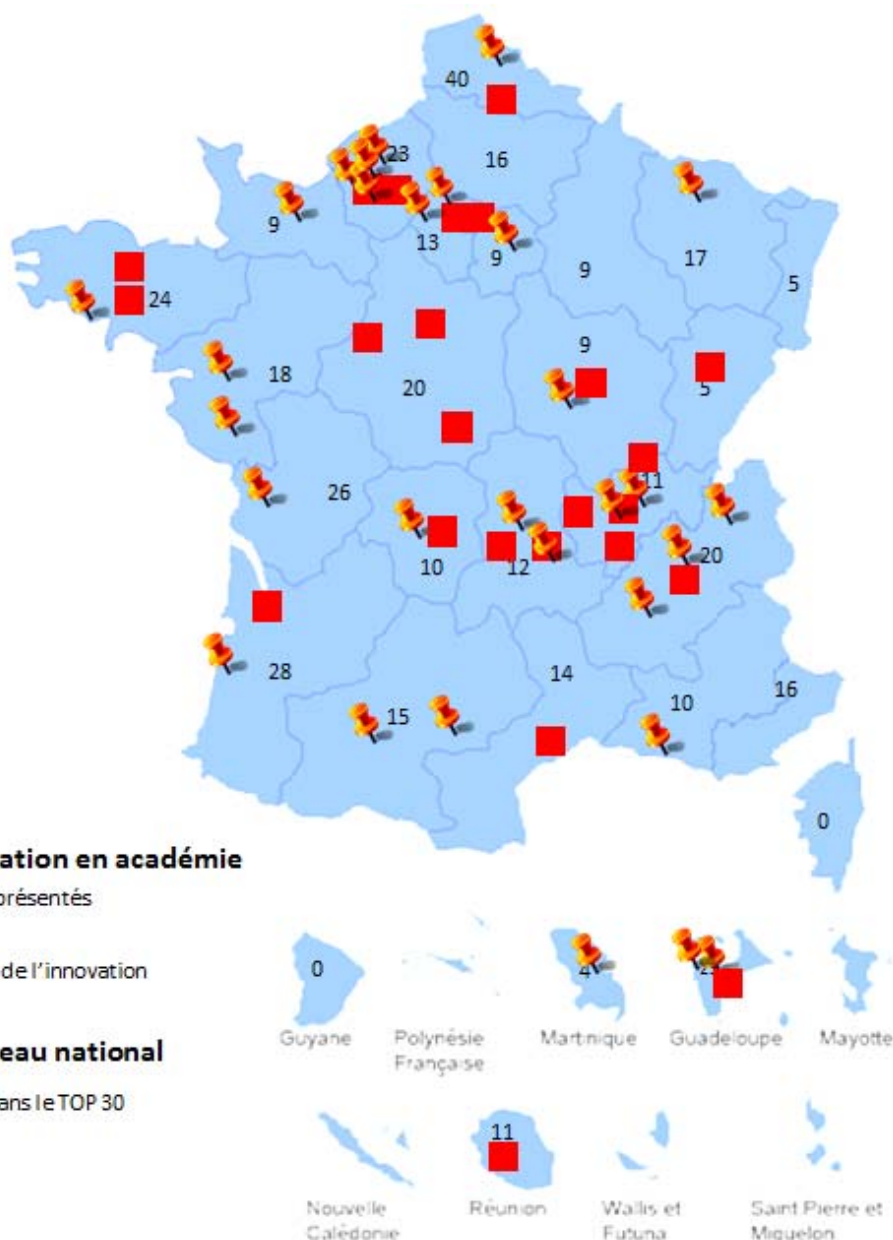 40
23
16
9
13
9
9
17
5
24
18
20
9
5
26
11
10
12
20
28
15
14
10
16
0
ation en académie
présentés
de l'innovation
eau national
ans le TOP 30
0
4
Guyane
Polynésie
Française
Martinique
Guadeloupe
Mayotte
11
Nouvelle
Calédonie
Réunion
Wallis et
Futuna
Saint Pierre et
Miquelon